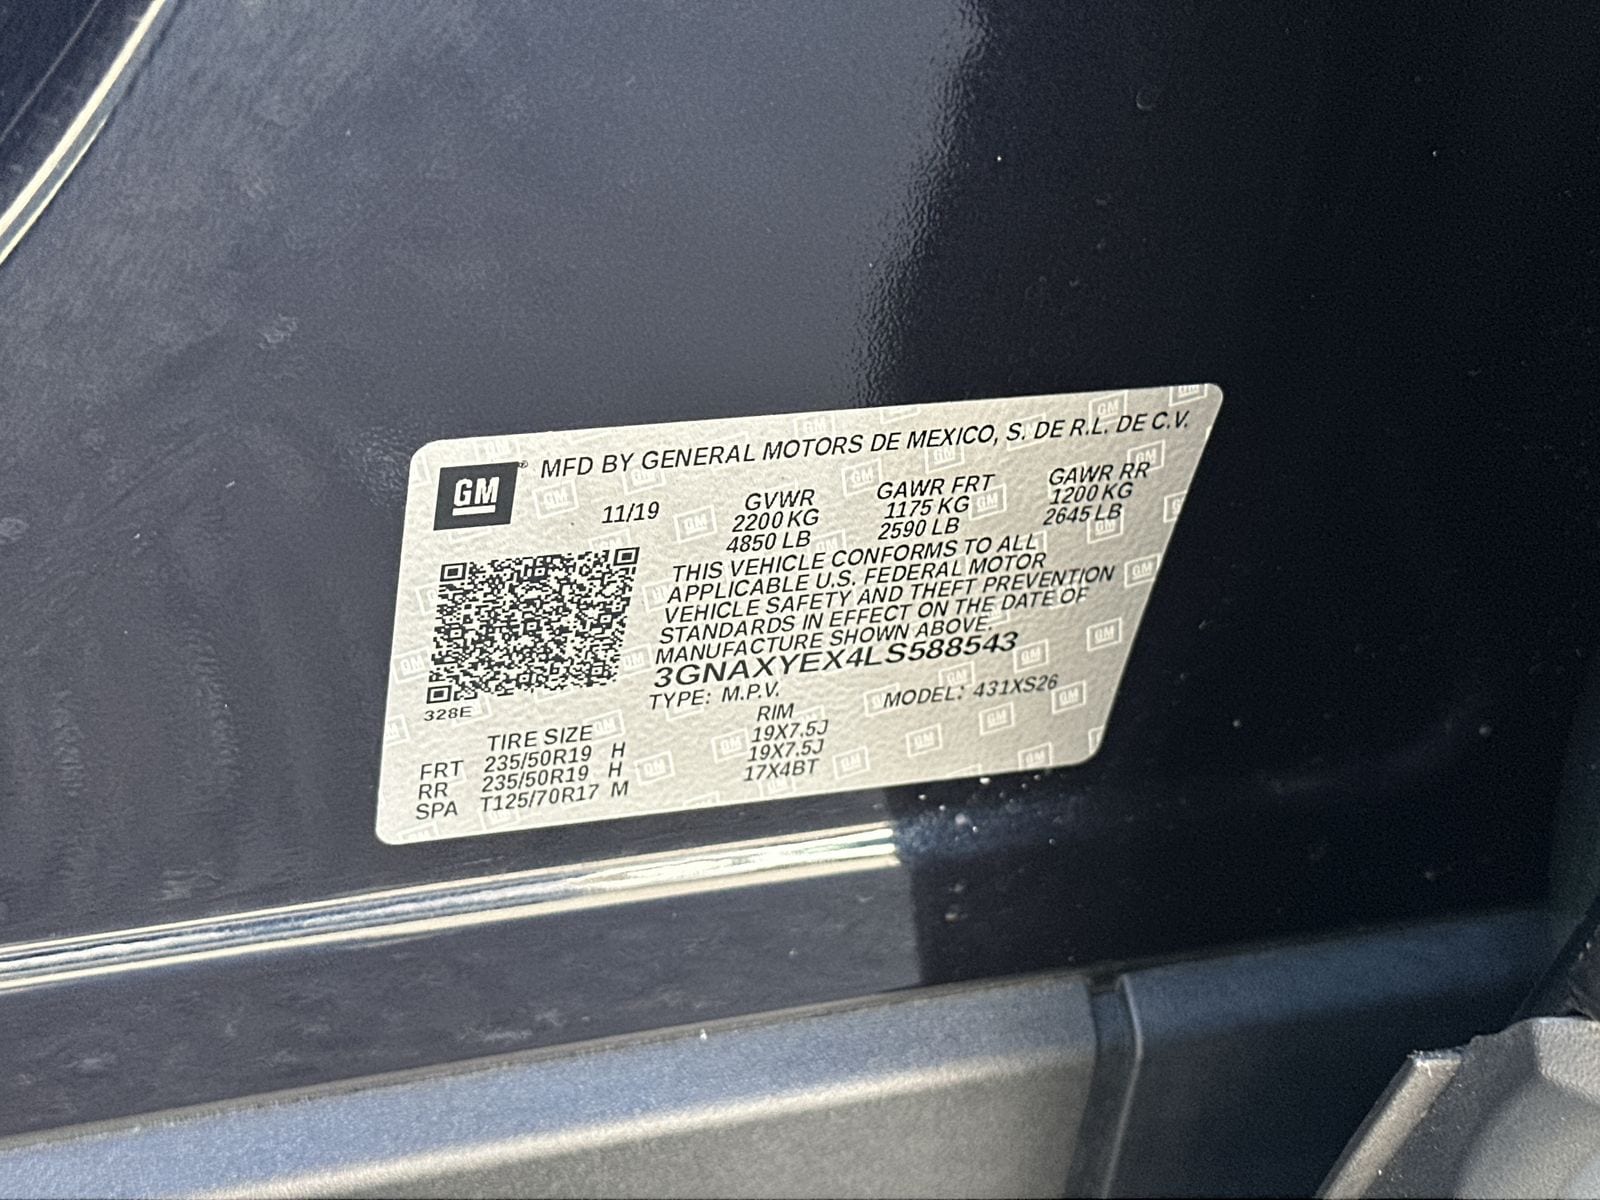 GM
® MFD BY GENERAL MOTORS DE MEXICO, S. DE R.L. DE C.V.
11/19
GVWR
2200 KG
4850 LB
GAWR FRT
1175 KG
2590 LB
GAWR RR
1200 KG
2645 LB
THIS VEHICLE CONFORMS TO ALL
APPLICABLE U.S. FEDERAL MOTOR
VEHICLE SAFETY AND THEFT PREVENTION
STANDARDS IN EFFECT ON THE DATE OF
MANUFACTURE SHOWN ABOVE.
3GNAXYEX4LS588543
TYPE: M.P.V. MODEL: 431XS26
328E
TIRE SIZE RIM
FRT 235/50R19 H 19X7.5J
RR 235/50R19 H 19X7.5J
SPA T125/70R17 M 17X4BT